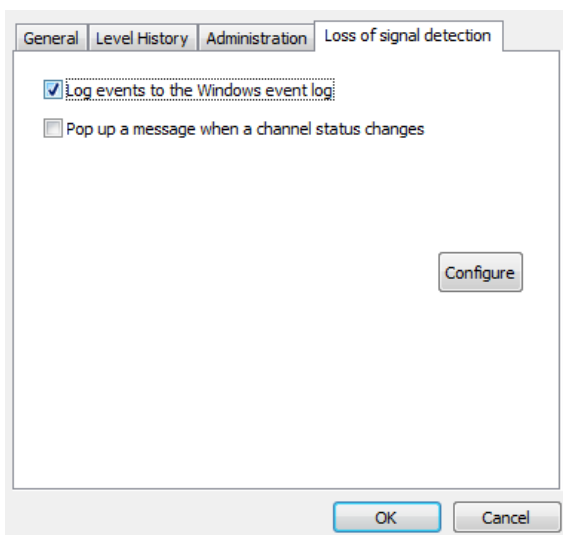 General Level History Administration Loss of signal detection
Log events to the Windows event log
Pop up a message when a channel status changes
Configure
OK Cancel